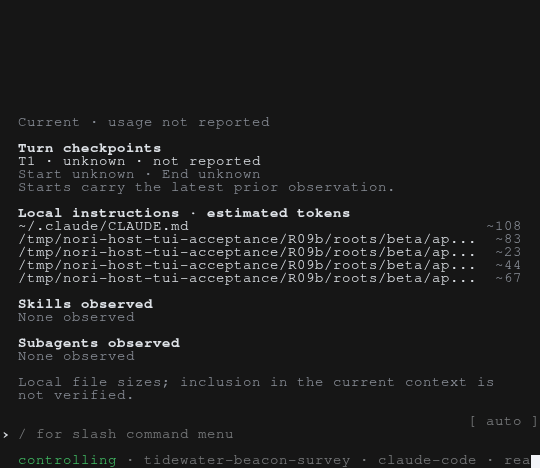 Current · usage not reported
Turn checkpoints
T1 · unknown · not reported
Start unknown · End unknown
Starts carry the latest prior observation.
Local instructions · estimated tokens
~/.claude/CLAUDE.md ~108
/tmp/nori-host-tui-acceptance/R09b/roots/beta/ap... ~83
/tmp/nori-host-tui-acceptance/R09b/roots/beta/ap... ~23
/tmp/nori-host-tui-acceptance/R09b/roots/beta/ap... ~44
/tmp/nori-host-tui-acceptance/R09b/roots/beta/ap... ~67
Skills observed
None observed
Subagents observed
None observed
Local file sizes; inclusion in the current context is
not verified.
[ auto ]
› / for slash command menu
controlling · tidewater-beacon-survey · claude-code · rea